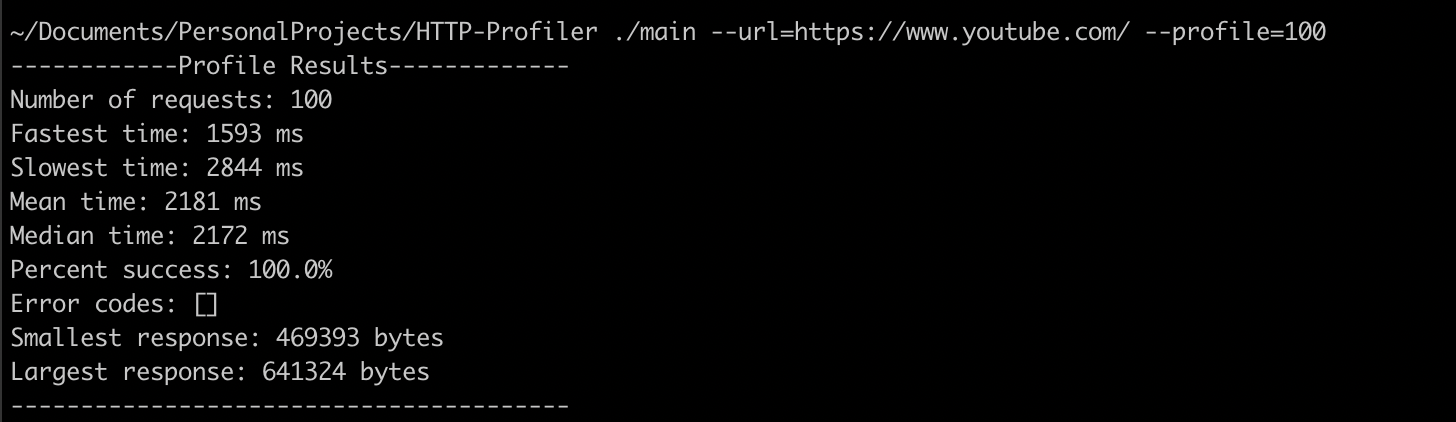 ~/Documents/PersonalProjects/HTTP-Profiler ./main --url=https://www.youtube.com/ --profile=100
------------Profile Results-------------
Number of requests: 100
Fastest time: 1593 ms
Slowest time: 2844 ms
Mean time: 2181 ms
Median time: 2172 ms
Percent success: 100.0%
Error codes: []
Smallest response: 469393 bytes
Largest response: 641324 bytes
----------------------------------------